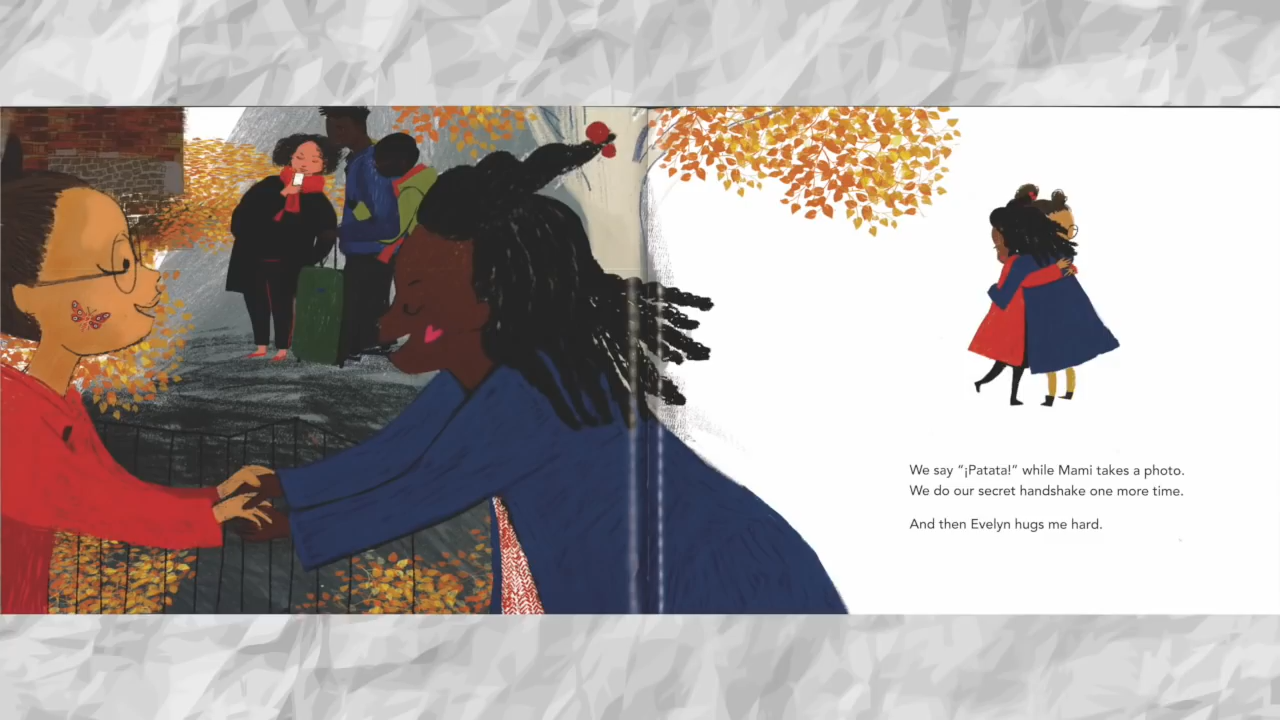 We say “¡Patata!” while Mami takes a photo.
We do our secret handshake one more time.
And then Evelyn hugs me hard.